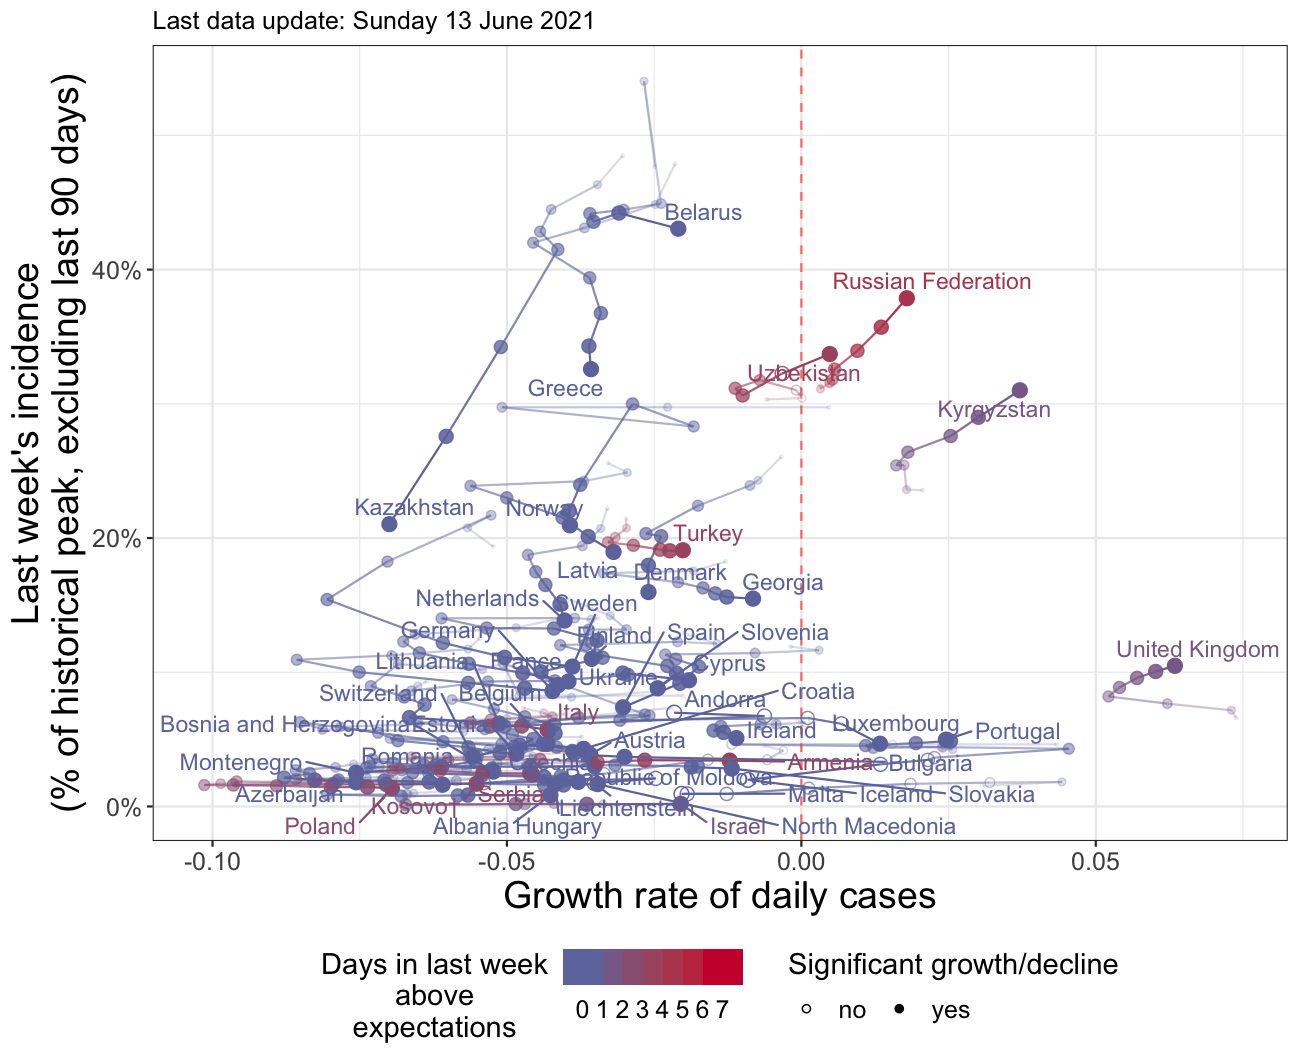 Last data update: Sunday 13 June 2021
Last week's incidence
(% of historical peak, excluding last 90 days)
40%
20%
0%
Belarus
Russian Federation
Uzbekistan
Greece
Kyrgyzstan
Kazakhstan
Norway
Turkey
Latvia
Denmark
Georgia
Netherlands
Sweden
Germany
Finland
Spain
Slovenia
United Kingdom
Lithuania
France
Ukraine
Cyprus
Switzerland
Belgium
Andorra
Croatia
Bosnia and Herzegovina
Estonia
Italy
Ireland
Luxembourg
Portugal
Austria
Montenegro
Romania
Armenia
Bulgaria
Republic of Moldova
Azerbaijan
Kosovo
Serbia
Liechtenstein
Malta
Iceland
Slovakia
Poland
Albania
Hungary
Israel
North Macedonia
-0.10
-0.05
0.00
0.05
Growth rate of daily cases
Days in last week
above
expectations
0 1 2 3 4 5 6 7
Significant growth/decline
no
yes